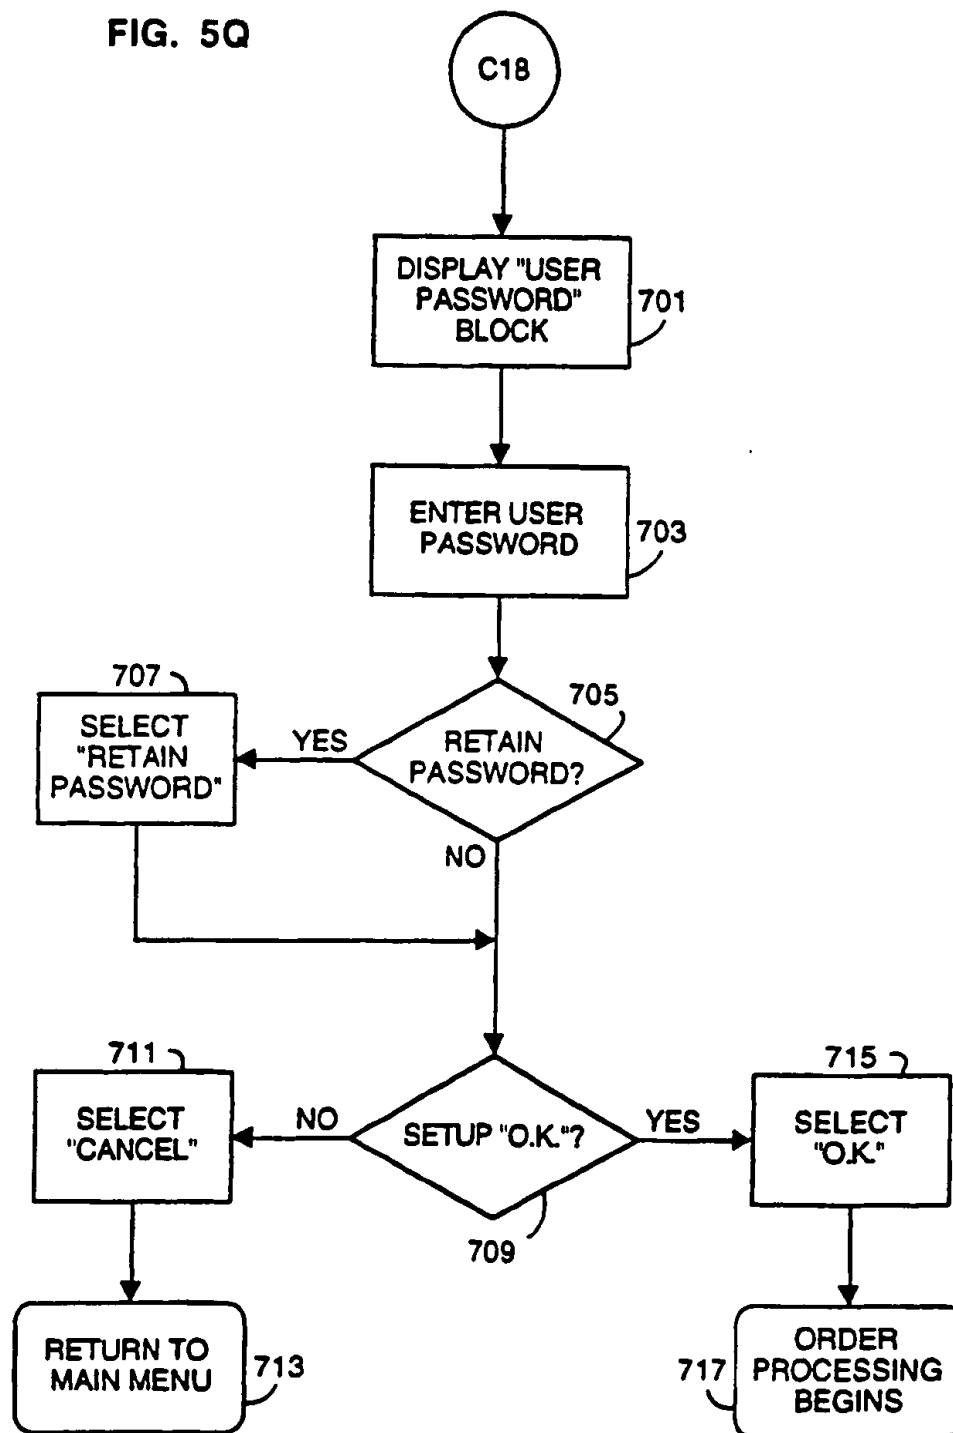 FIG. 5Q
C18
DISPLAY "USER
PASSWORD"
BLOCK
701
ENTER USER
PASSWORD
703
707
SELECT
"RETAIN
PASSWORD"
YES
705
RETAIN
PASSWORD?
NO
711
SELECT
"CANCEL"
NO
SETUP "O.K."?
709
YES
715
SELECT
"O.K."
RETURN TO
MAIN MENU
713
717
ORDER
PROCESSING
BEGINS